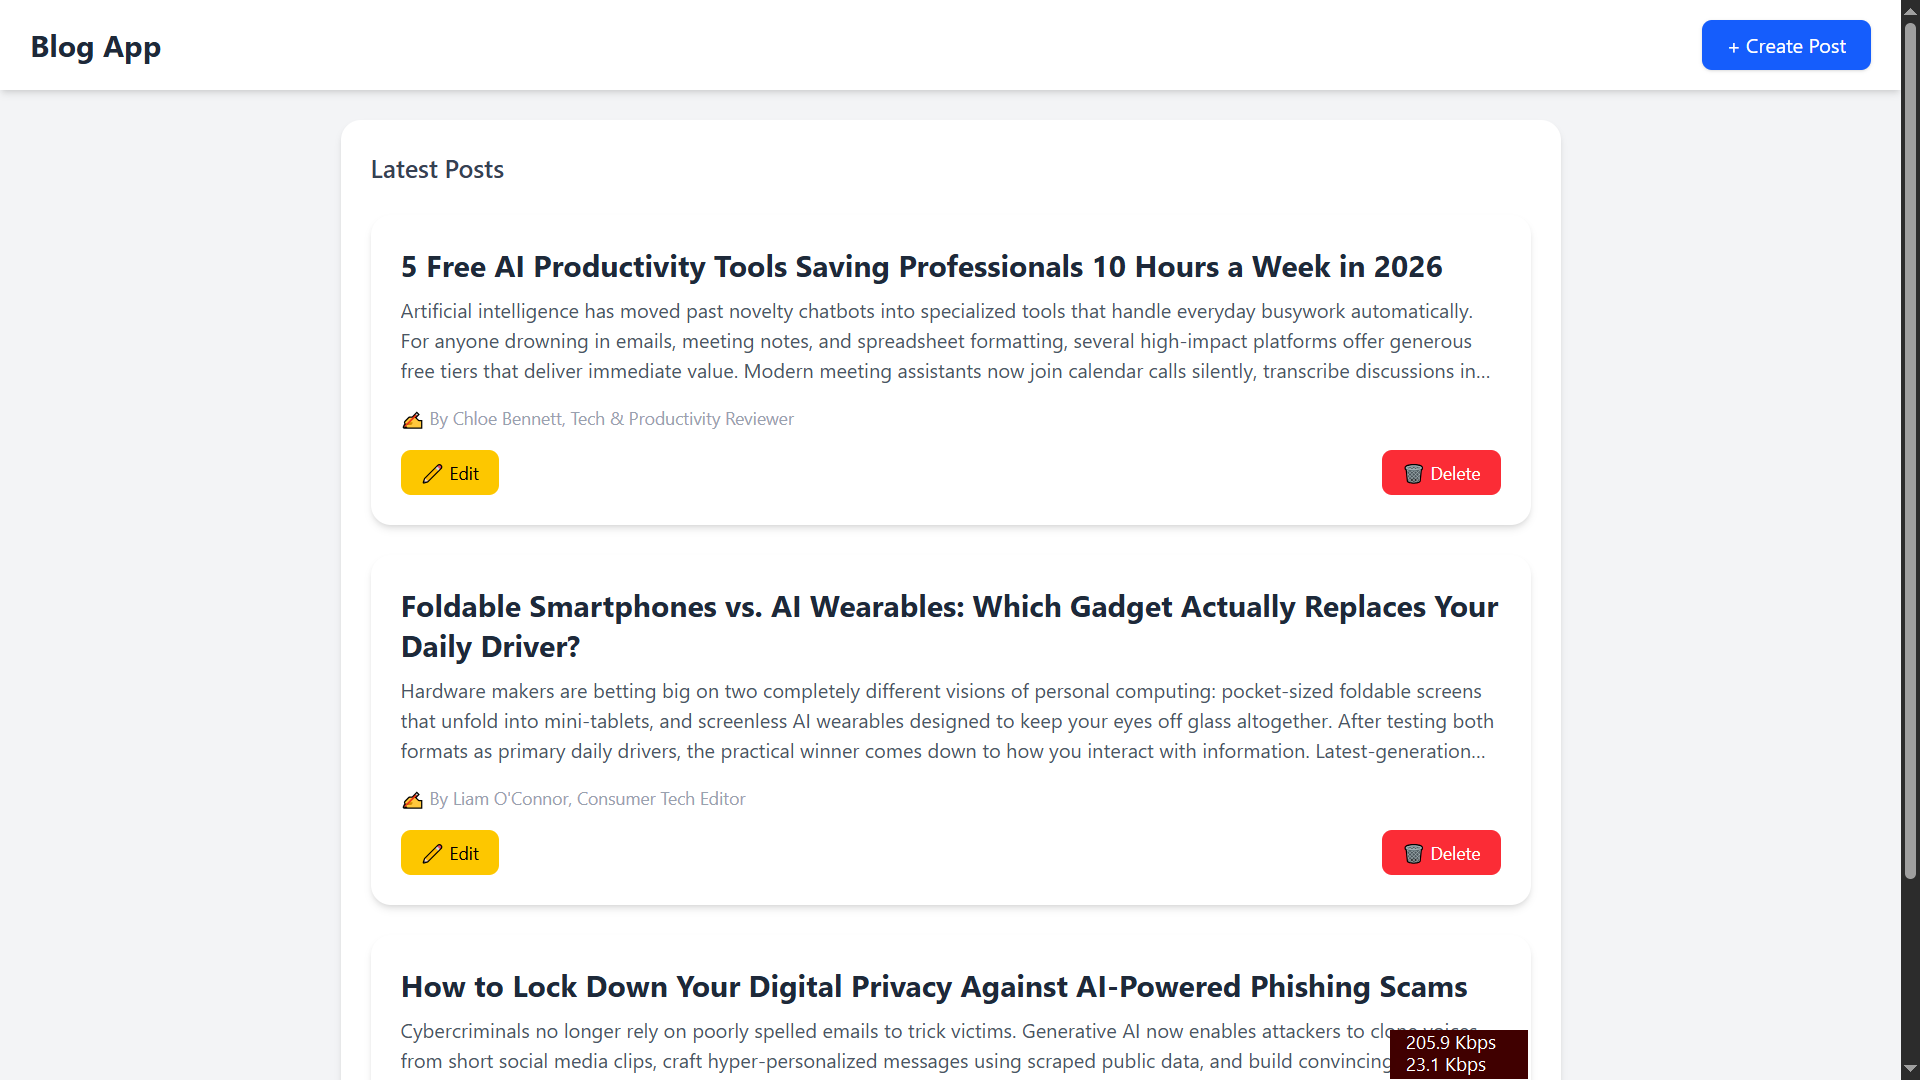 Blog App
+ Create Post
Latest Posts
5 Free AI Productivity Tools Saving Professionals 10 Hours a Week in 2026
Artificial intelligence has moved past novelty chatbots into specialized tools that handle everyday busywork automatically.
For anyone drowning in emails, meeting notes, and spreadsheet formatting, several high-impact platforms offer generous
free tiers that deliver immediate value. Modern meeting assistants now join calendar calls silently, transcribe discussions in...
By Chloe Bennett, Tech & Productivity Reviewer
Edit
Delete
Foldable Smartphones vs. AI Wearables: Which Gadget Actually Replaces Your
Daily Driver?
Hardware makers are betting big on two completely different visions of personal computing: pocket-sized foldable screens
that unfold into mini-tablets, and screenless AI wearables designed to keep your eyes off glass altogether. After testing both
formats as primary daily drivers, the practical winner comes down to how you interact with information. Latest-generation...
By Liam O'Connor, Consumer Tech Editor
Edit
Delete
How to Lock Down Your Digital Privacy Against AI-Powered Phishing Scams
Cybercriminals no longer rely on poorly spelled emails to trick victims. Generative AI now enables attackers to clone voices
from short social media clips, craft hyper-personalized messages using scraped public data, and build convincing
205.9 Kbps
23.1 Kbps